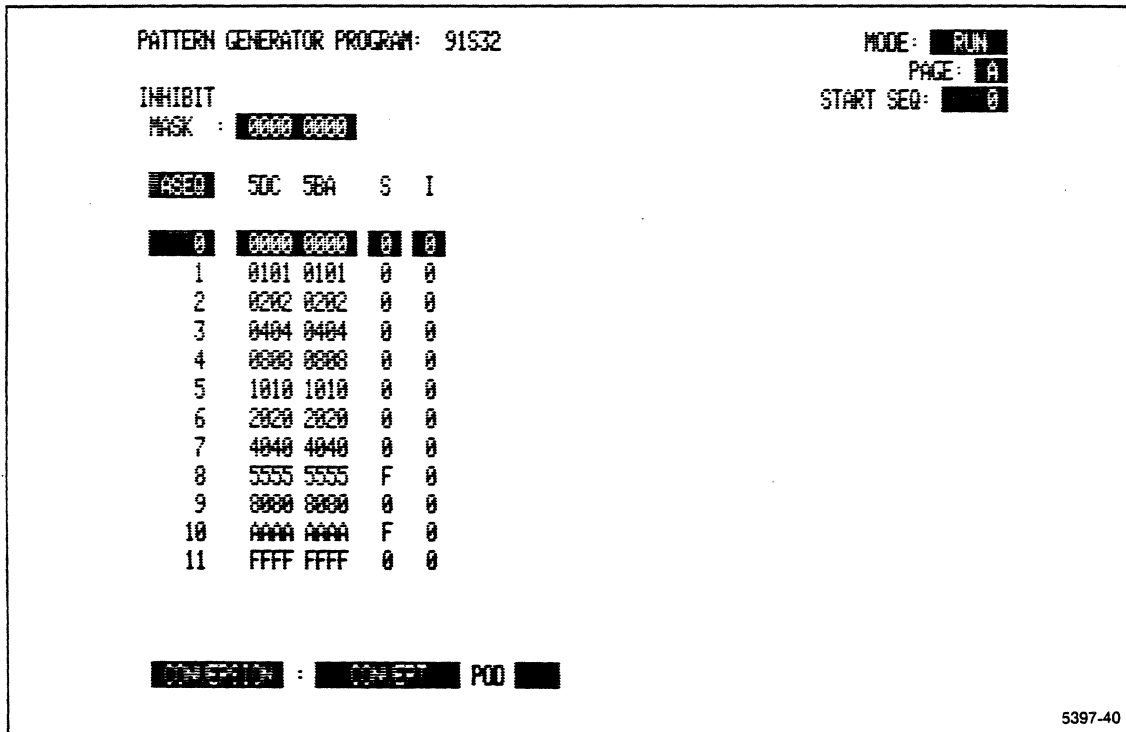 PATTERN GENERATOR PROGRAM: 91S32 MODE: RUN
PAGE: A
INHIBIT START SEQ: 0
MASK : 0000 0000
ASEQ 5DC 5BA S I
0 0000 0000 0 0
1 0101 0101 0 0
2 0202 0202 0 0
3 0404 0404 0 0
4 0808 0808 0 0
5 1010 1010 0 0
6 2020 2020 0 0
7 4040 4040 0 0
8 5555 5555 F 0
9 8080 8080 0 0
10 AAAA AAAA F 0
11 FFFF FFFF 0 0
CONVERSION : CONVERT POD
5397-40